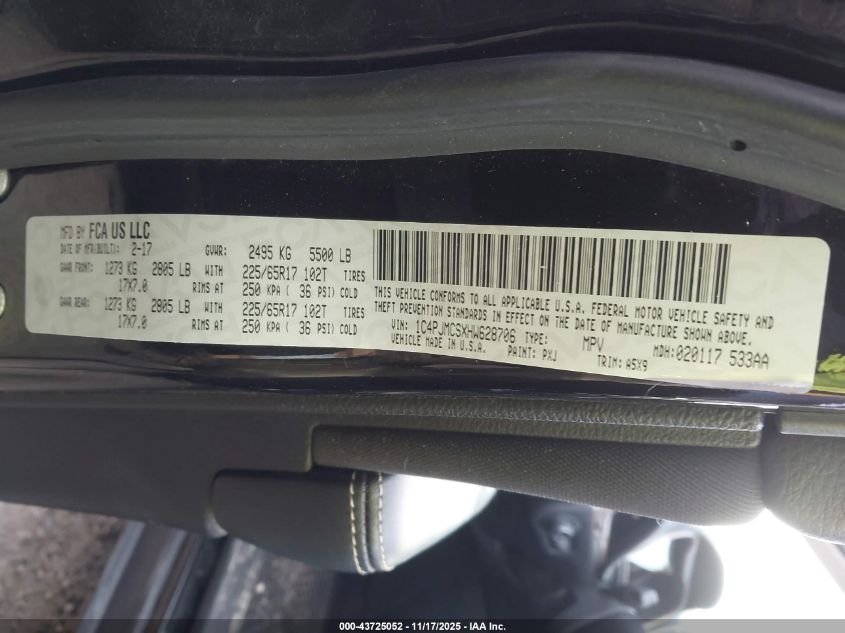 MFD BY FCA US LLC
DATE OF MFR(BUILT): 2-17 GVWR: 2495 KG 5500 LB
GAWR FRONT: 1273 KG 2805 LB WITH 225/65R17 102T TIRES
17X7.0 RIMS AT 250 KPA ( 36 PSI) COLD
GAWR REAR: 1273 KG 2805 LB WITH 225/65R17 102T TIRES
17X7.0 RIMS AT 250 KPA ( 36 PSI) COLD
THIS VEHICLE CONFORMS TO ALL APPLICABLE U.S.A. FEDERAL MOTOR VEHICLE SAFETY AND
THEFT PREVENTION STANDARDS IN EFFECT ON THE DATE OF MANUFACTURE SHOWN ABOVE.
VIN: 1C4PJMCSXHW628706 TYPE: MPV MDH: 020117 533AA
VEHICLE MADE IN U.S.A. PAINT: PXJ TRIM: A5X9
000-43725052 - 11/17/2025 - IAA Inc.